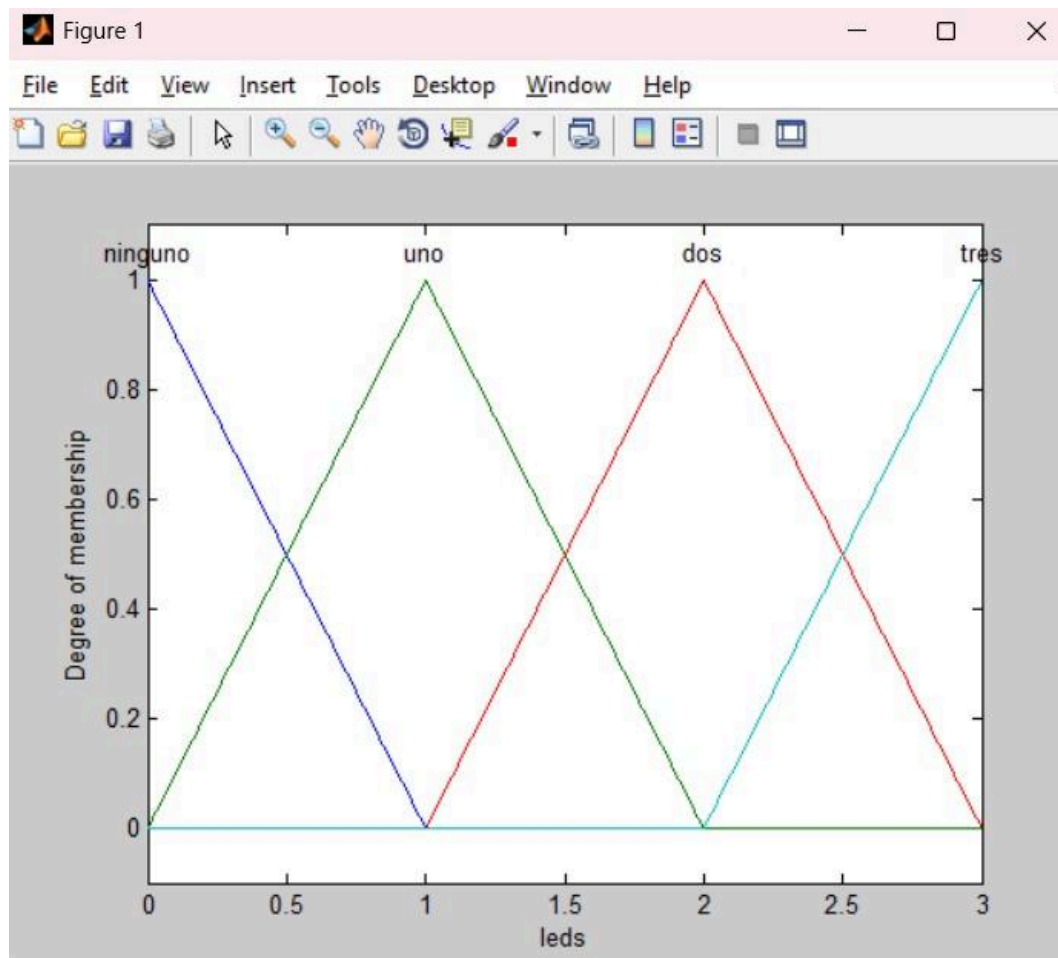 Figure 1
File Edit View Insert Tools Desktop Window Help
ninguno uno dos tres
1
0.8
0.6
0.4
0.2
0
Degree of membership
0 0.5 1 1.5 2 2.5 3
leds